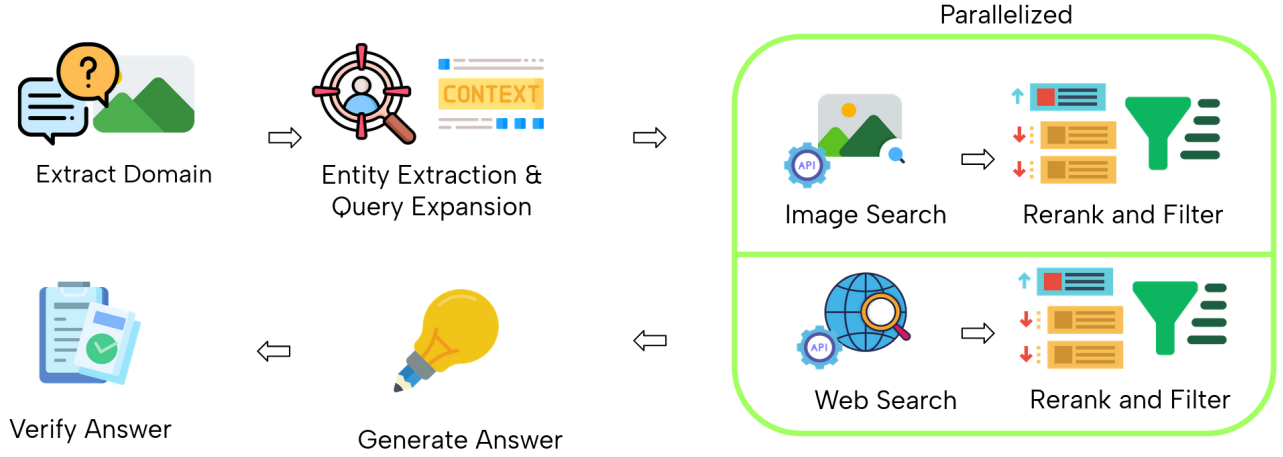 Parallelized
Extract Domain
Entity Extraction &
Query Expansion
CONTEXT
API
Image Search
Rerank and Filter
API
Web Search
Rerank and Filter
Generate Answer
Verify Answer
?